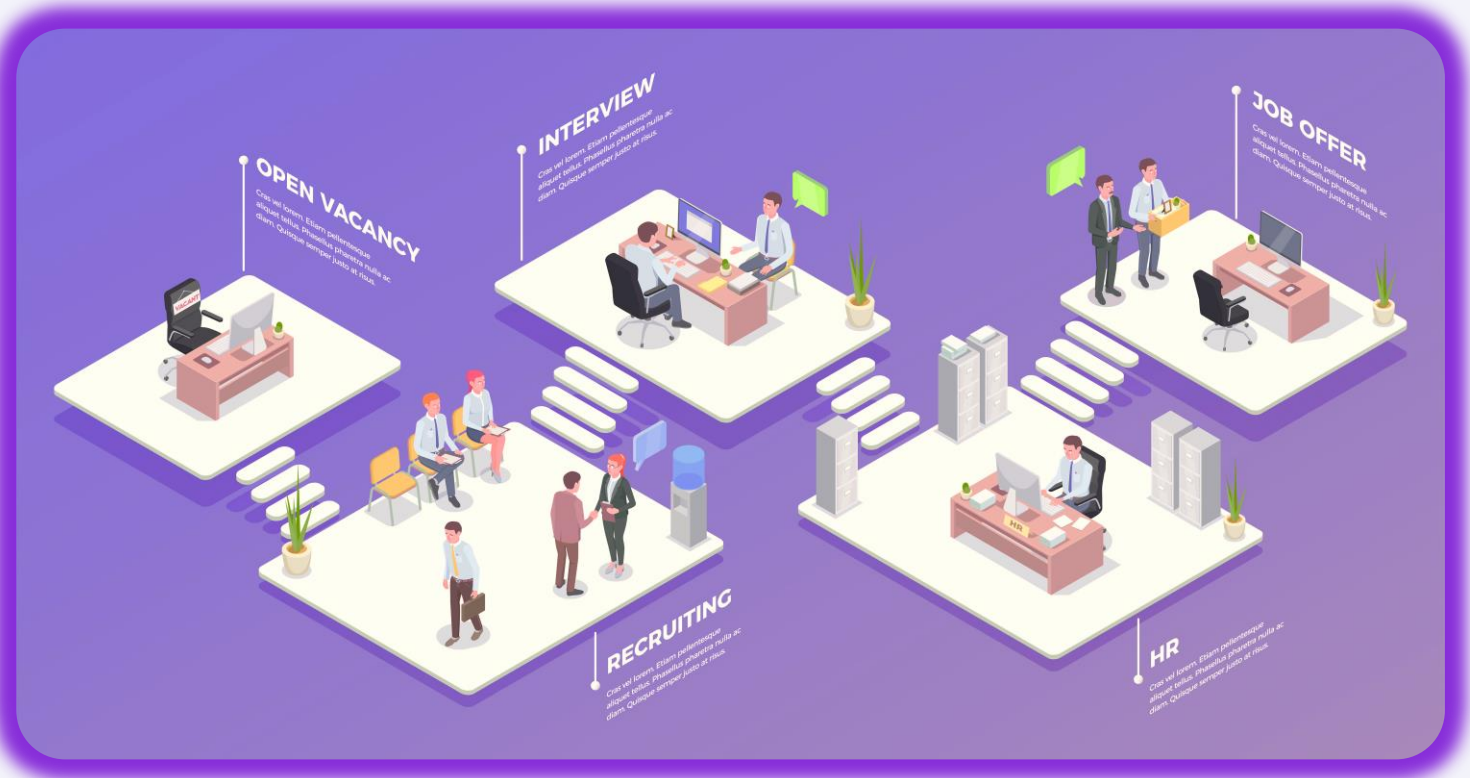 OPEN VACANCY
Cras vel lorem. Etiam pellentesque
aliquet tellus. Phasellus pharetra nulla ac
diam. Quisque semper justo at risus.
VACANT
INTERVIEW
Cras vel lorem. Etiam pellentesque
aliquet tellus. Phasellus pharetra nulla ac
diam. Quisque semper justo at risus.
JOB OFFER
Cras vel lorem. Etiam pellentesque
aliquet tellus. Phasellus pharetra nulla ac
diam. Quisque semper justo at risus.
RECRUITING
Cras vel lorem. Etiam pellentesque
aliquet tellus. Phasellus pharetra nulla ac
diam. Quisque semper justo at risus.
HR
HR
Cras vel lorem. Etiam pellentesque
aliquet tellus. Phasellus pharetra nulla ac
diam. Quisque semper justo at risus.